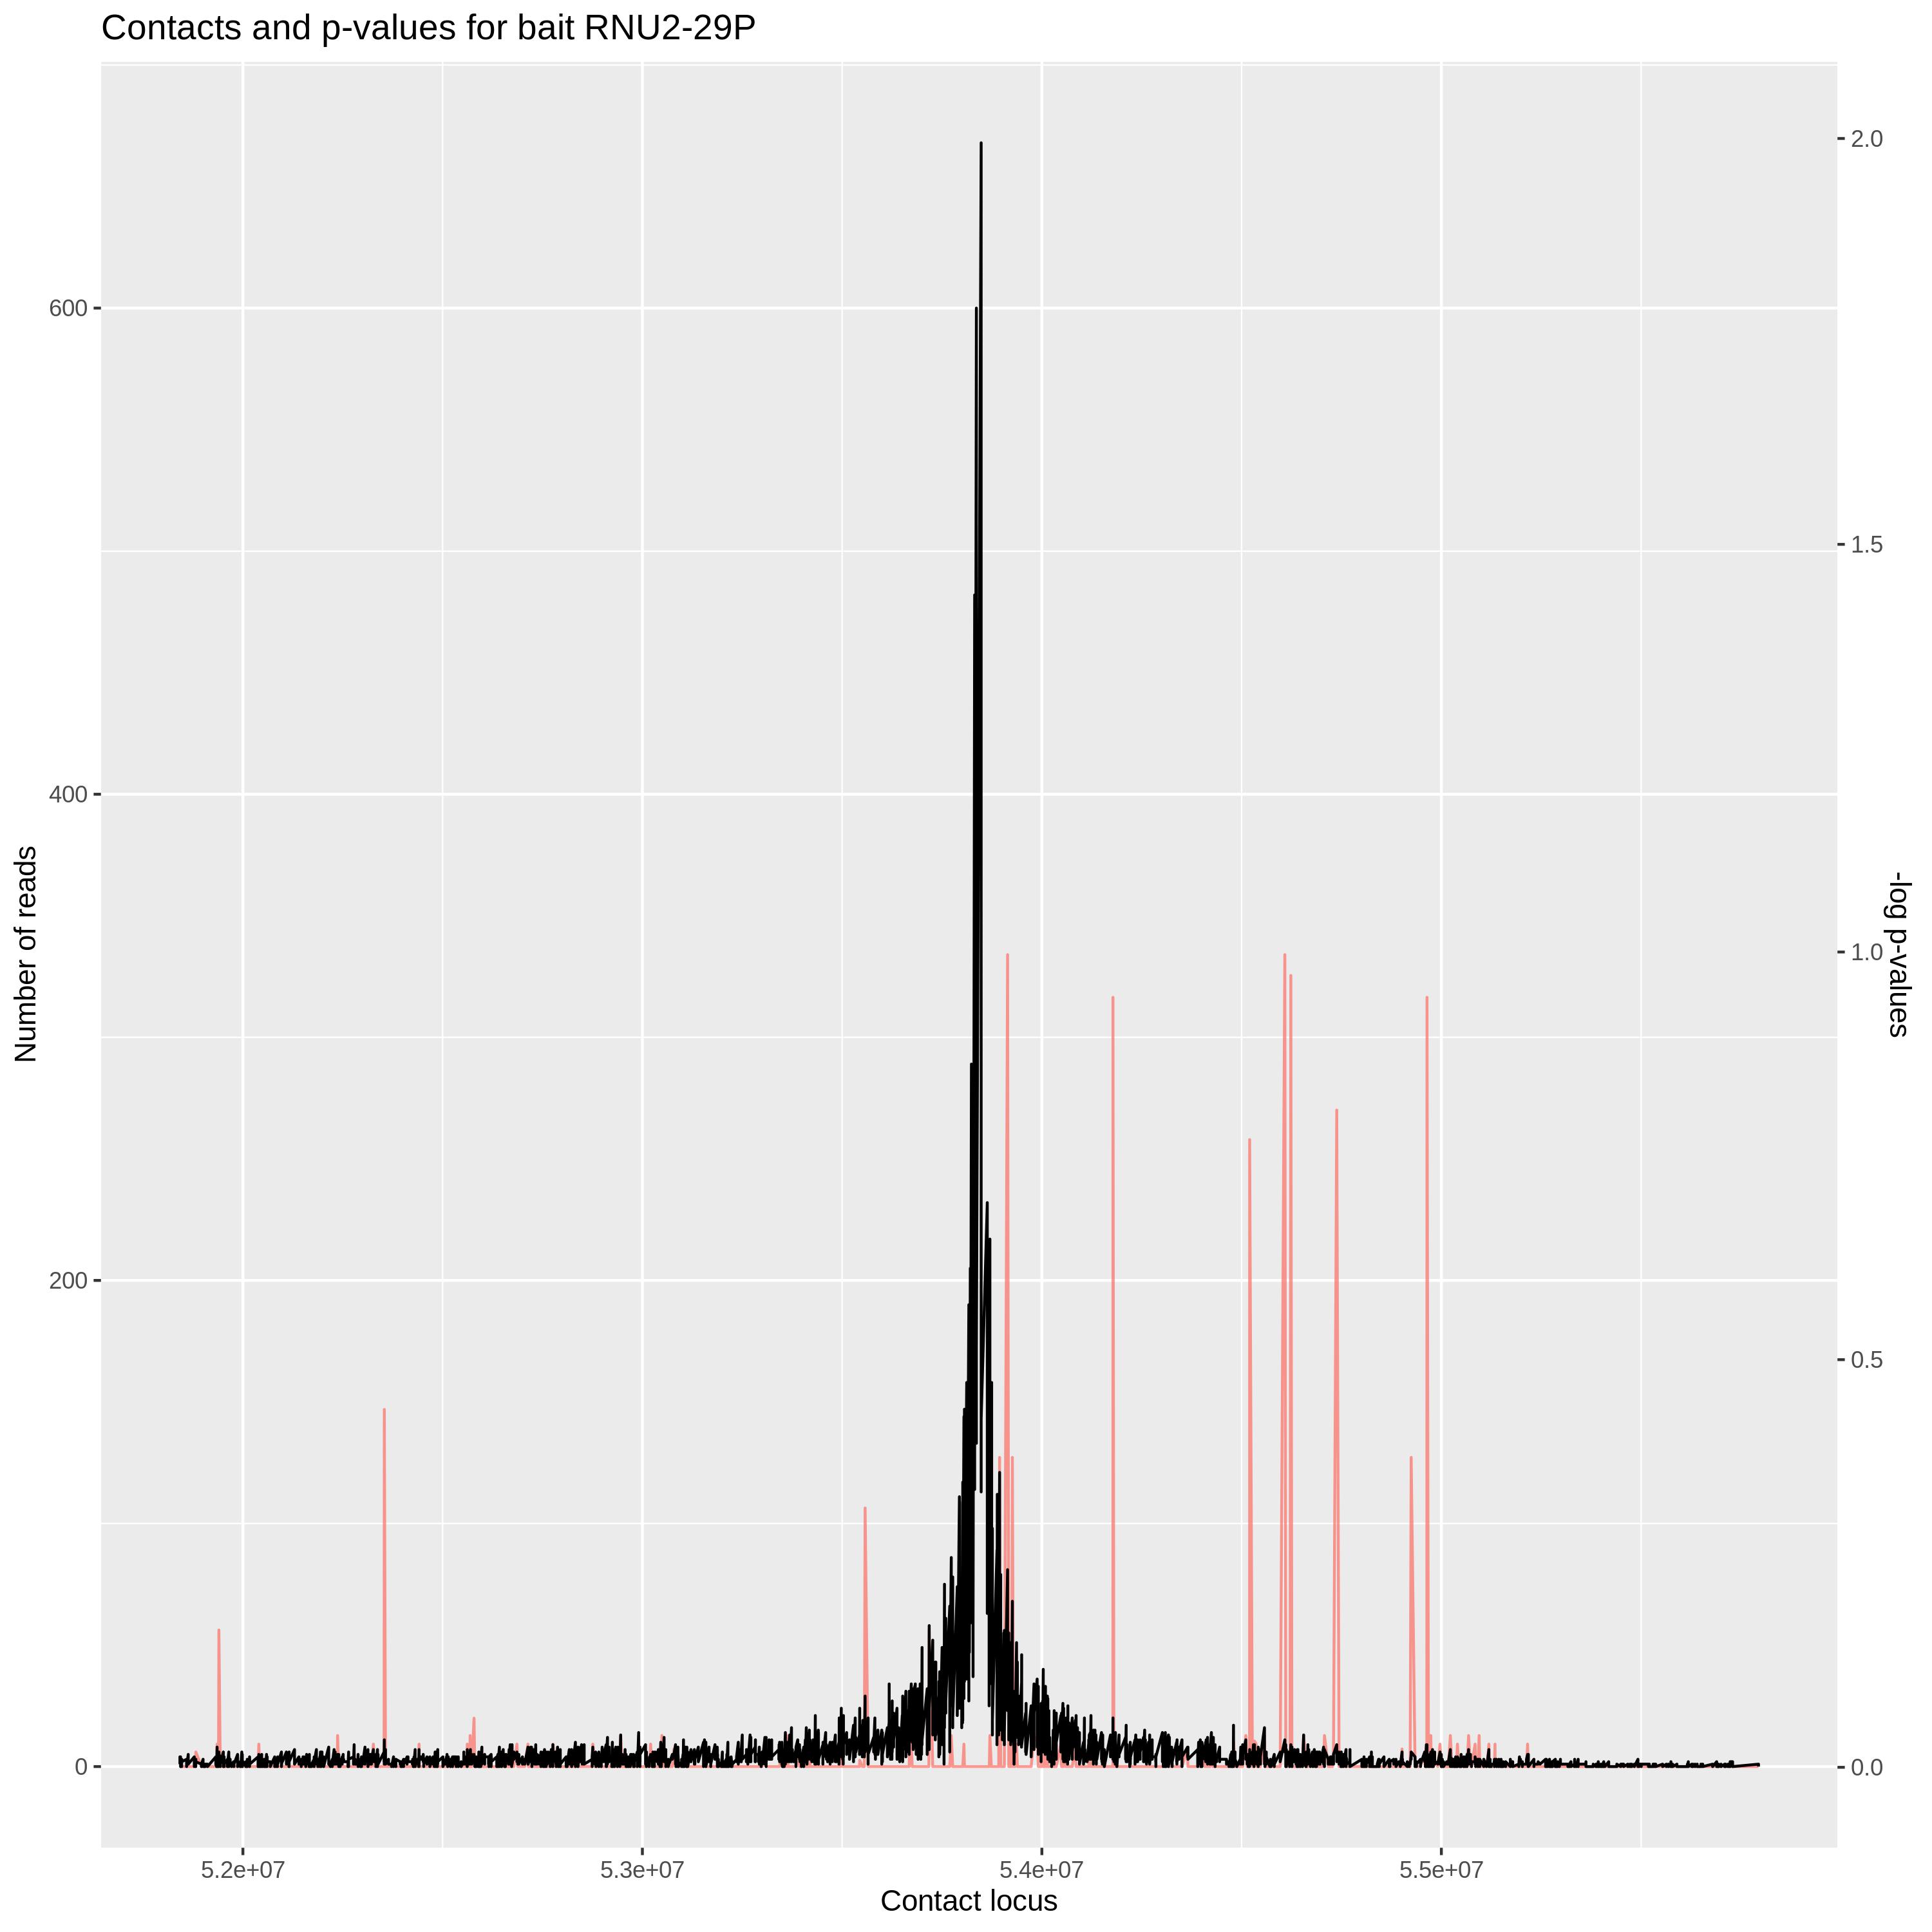 Contacts and p-values for bait RNU2-29P
Number of reads
600
400
200
0
2.0
1.5
1.0
0.5
0.0
-log p-values
5.2e+07
5.3e+07
5.4e+07
5.5e+07
Contact locus